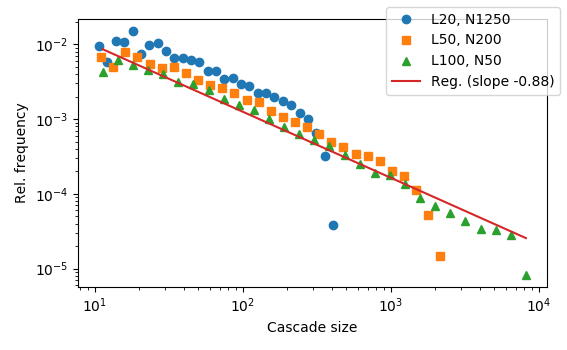 L20, N1250
L50, N200
L100, N50
Reg. (slope -0.88)
Rel. frequency
10⁻²
10⁻³
10⁻⁴
10⁻⁵
10¹ 10² 10³ 10⁴
Cascade size